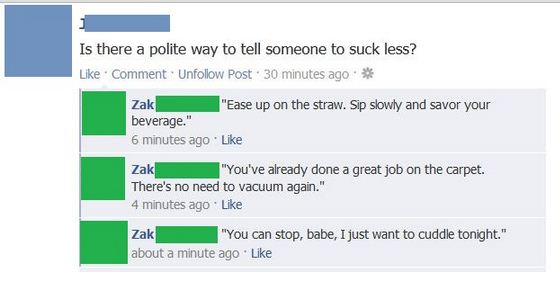 Is there a polite way to tell someone to suck less?
Like · Comment · Unfollow Post · 30 minutes ago ·
Zak "Ease up on the straw. Sip slowly and savor your
beverage."
6 minutes ago · Like
Zak "You've already done a great job on the carpet.
There's no need to vacuum again."
4 minutes ago · Like
Zak "You can stop, babe, I just want to cuddle tonight."
about a minute ago · Like